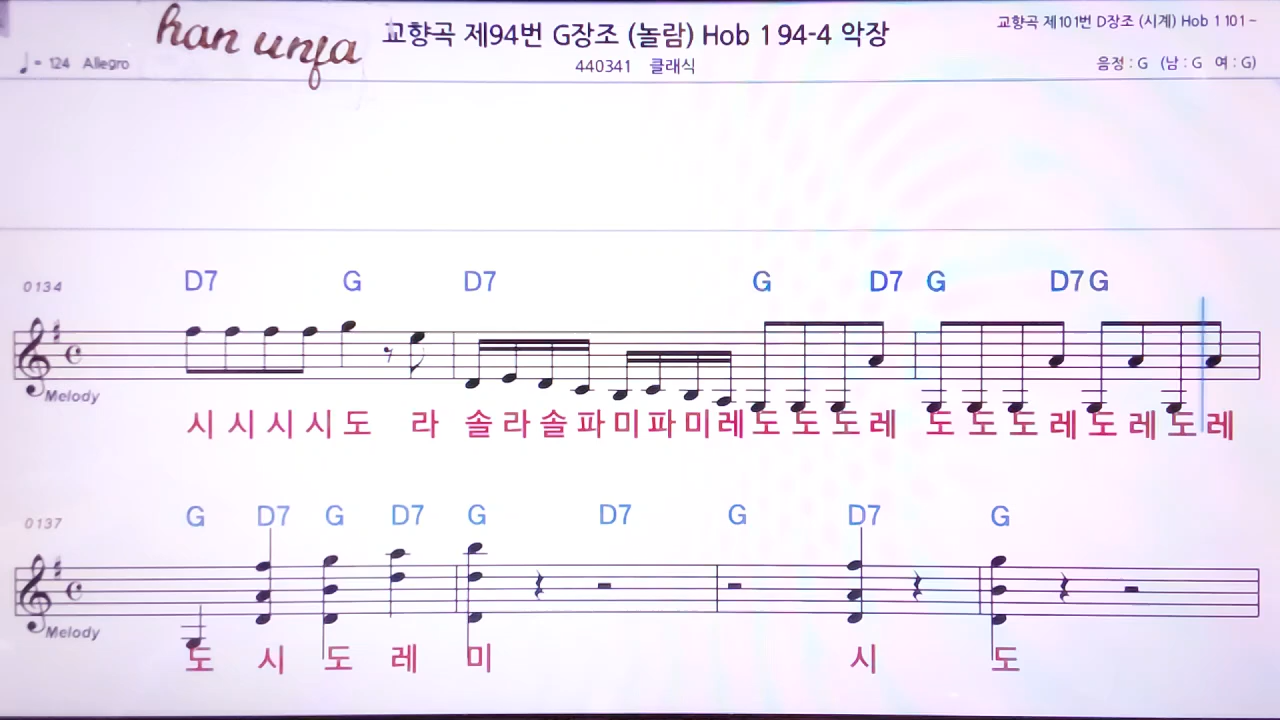 han unfa
교향곡 제94번 G장조 (놀람) Hob 1 94-4 악장
교향곡 제101번 D장조 (시계) Hob 1 101 –
♩ = 124 Allegro
440341 클래식
음정 : G (남 : G 여 : G)
0134 D7 G D7 G D7 G D7 G
Melody
시 시 시 시 도 라 솔 라 솔 파 미 파 미 레 도 도 도 레 도 도 도 레 도 레 도 레
0137 G D7 G D7 G D7 G D7 G
Melody
도 시 도 레 미 시 도